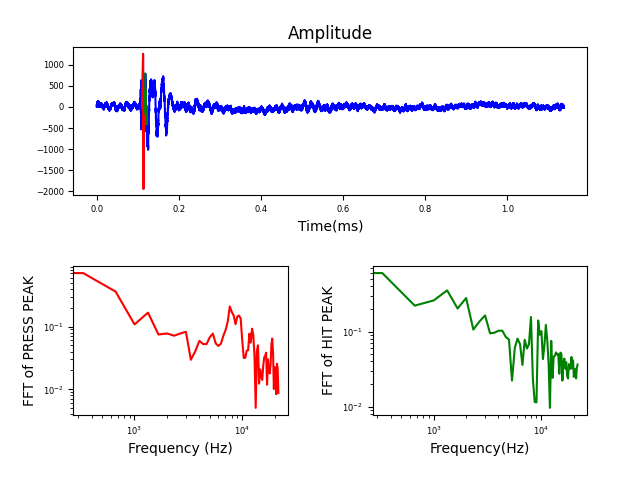 Amplitude
1000
500
0
−500
−1000
−1500
−2000
0.0 0.2 0.4 0.6 0.8 1.0
Time(ms)
FFT of PRESS PEAK
10⁻¹
10⁻²
10³ 10⁴
Frequency (Hz)
FFT of HIT PEAK
10⁻¹
10⁻²
10³ 10⁴
Frequency(Hz)